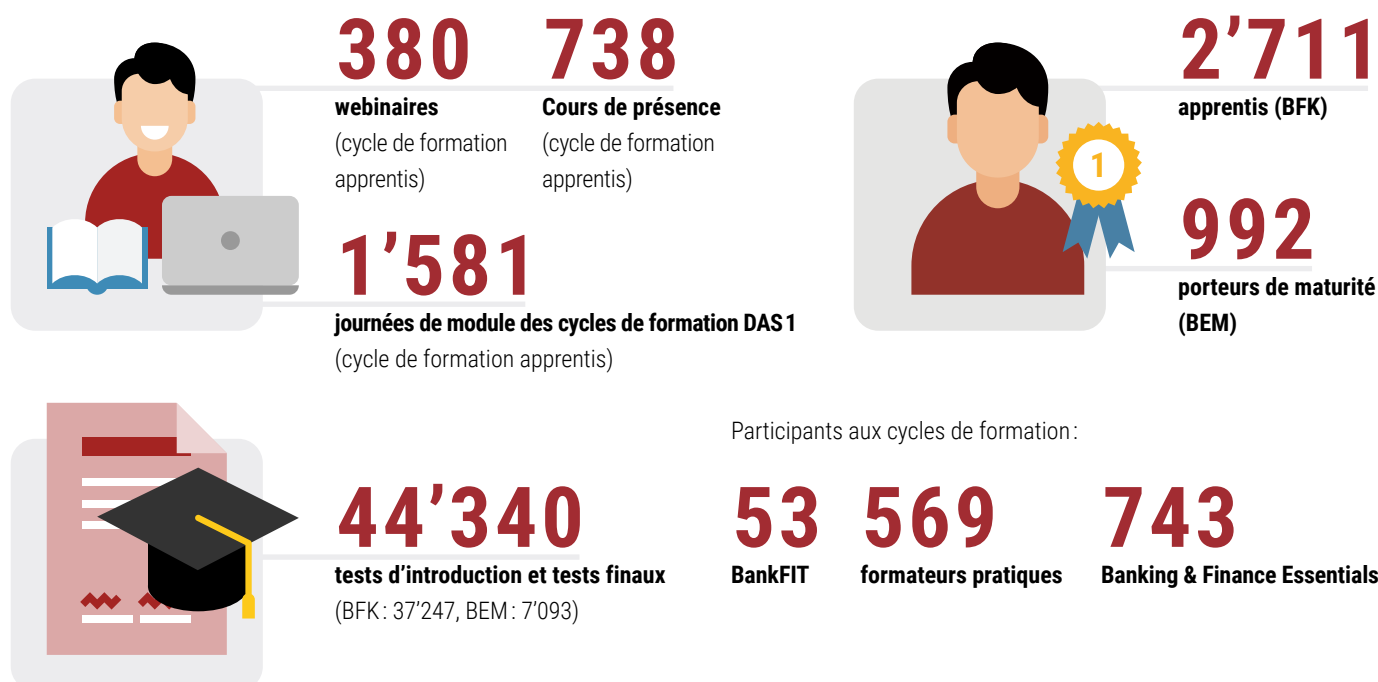 380
webinaires
(cycle de formation
apprentis)
738
Cours de présence
(cycle de formation
apprentis)
1’581
journées de module des cycles de formation DAS 1
(cycle de formation apprentis)
2’711
apprentis (BFK)
1
992
porteurs de maturité
(BEM)
44’340
tests d’introduction et tests finaux
(BFK : 37’247, BEM : 7’093)
Participants aux cycles de formation :
53
BankFIT
569
formateurs pratiques
743
Banking & Finance Essentials